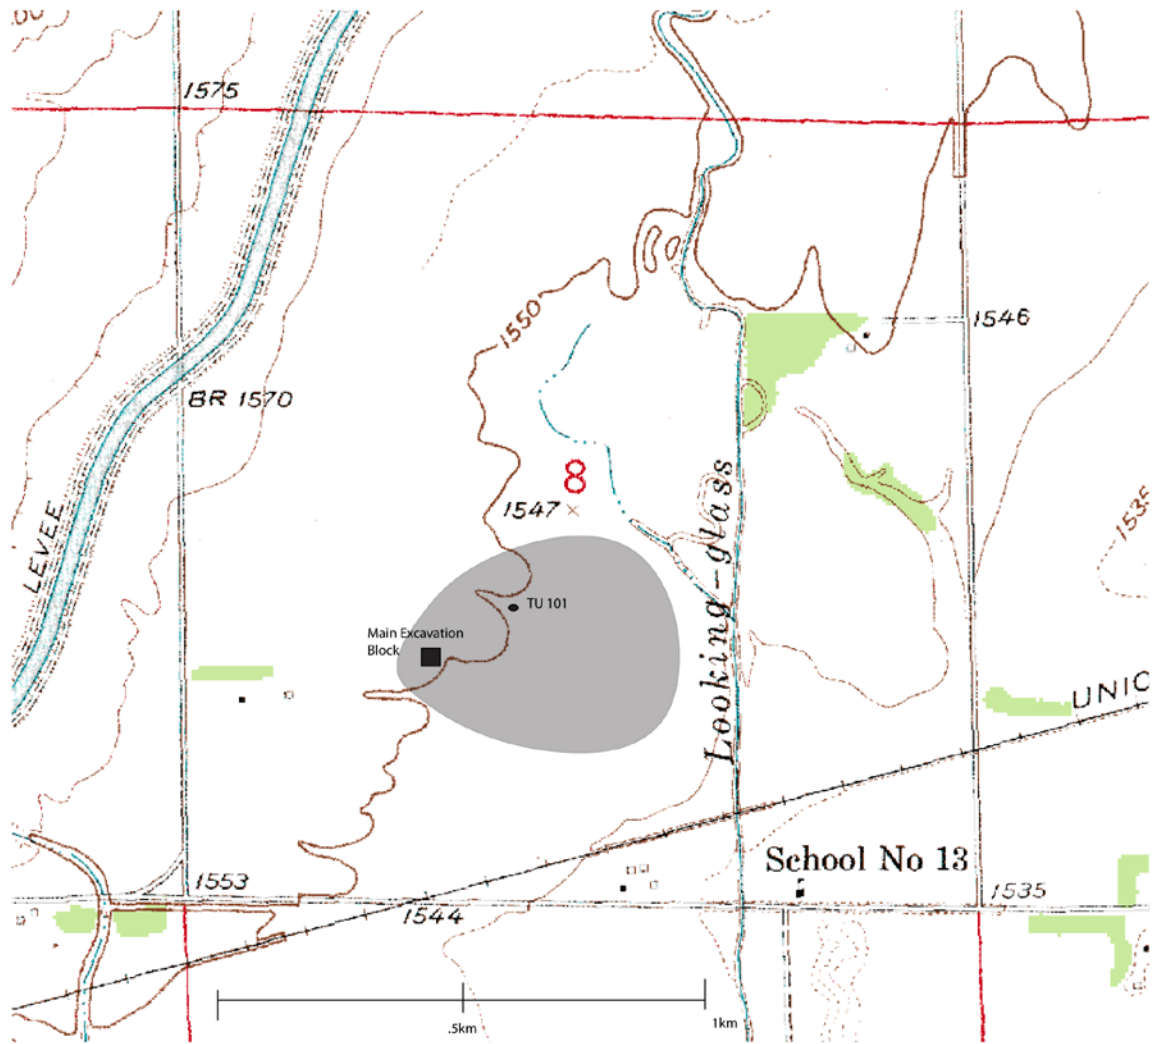 1575
1546
1550
BR 1570
8
1547
LEVEE
Looking-glass
1535
TU 101
Main Excavation
Block
UNIC
School No 13
1553
1544
1535
.5km
1km